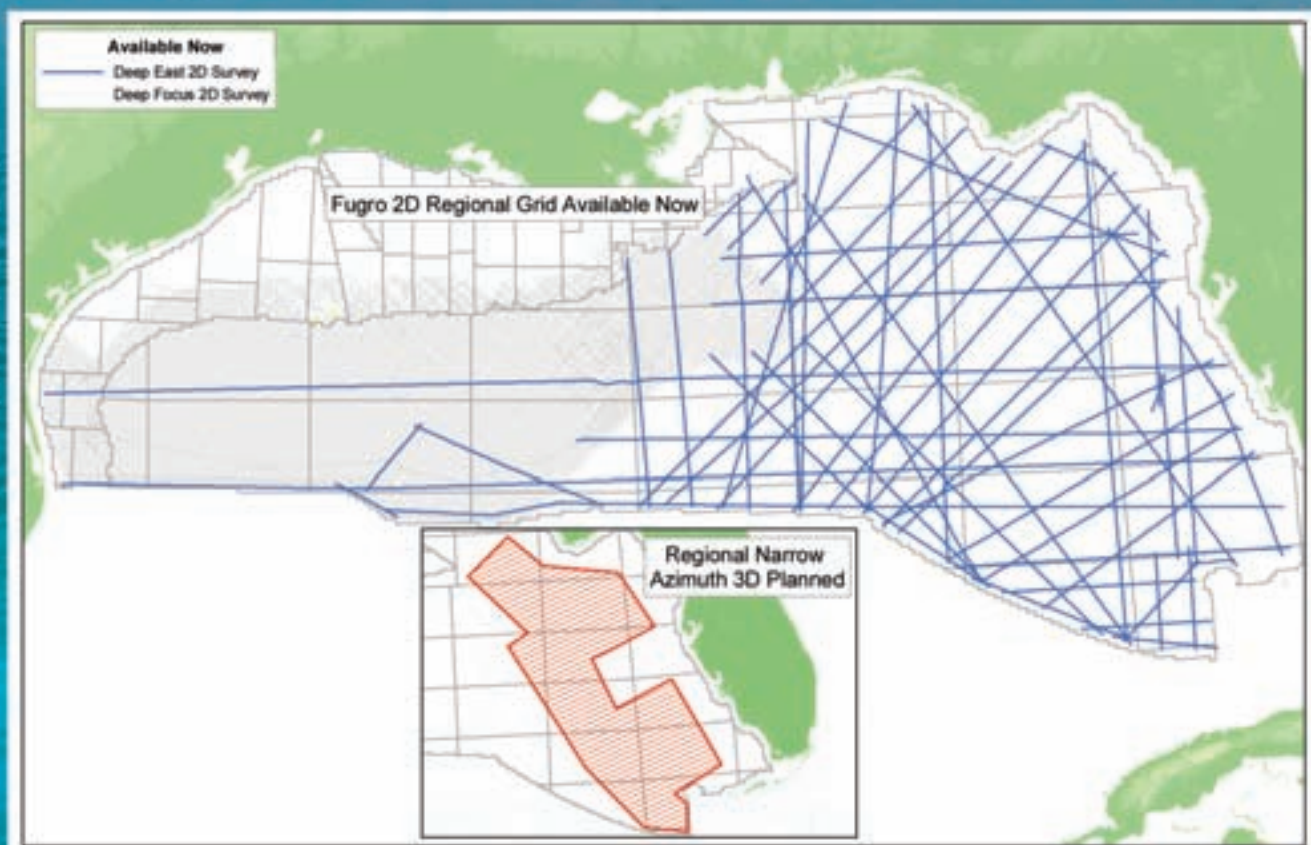 Available Now
Deep East 2D Survey
Deep Focus 2D Survey
Fugro 2D Regional Grid Available Now
Regional Narrow
Azimuth 3D Planned